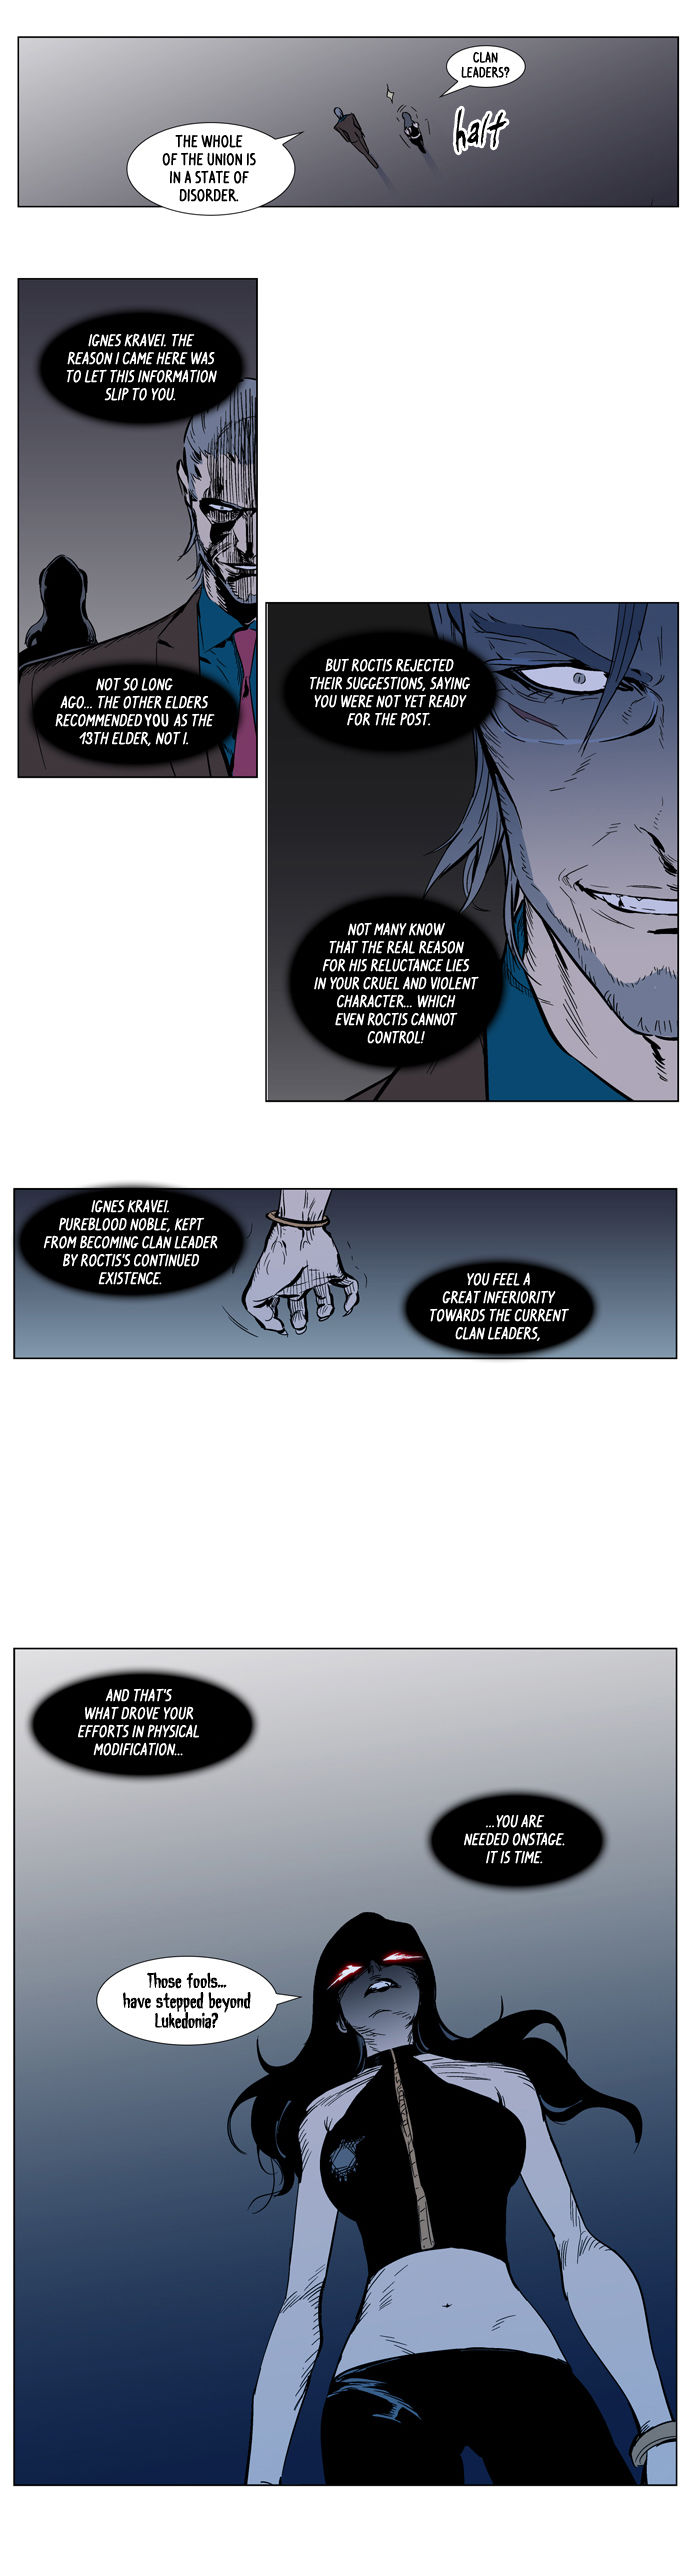 CLAN
LEADERS?
halt
THE WHOLE
OF THE UNION IS
IN A STATE OF
DISORDER.
IGNES KRAVEI. THE
REASON I CAME HERE WAS
TO LET THIS INFORMATION
SLIP TO YOU.
NOT SO LONG
AGO... THE OTHER ELDERS
RECOMMENDED YOU AS THE
13TH ELDER, NOT I.
BUT ROCTIS REJECTED
THEIR SUGGESTIONS, SAYING
YOU WERE NOT YET READY
FOR THE POST.
NOT MANY KNOW
THAT THE REAL REASON
FOR HIS RELUCTANCE LIES
IN YOUR CRUEL AND VIOLENT
CHARACTER... WHICH
EVEN ROCTIS CANNOT
CONTROL!
IGNES KRAVEI.
PUREBLOOD NOBLE, KEPT
FROM BECOMING CLAN LEADER
BY ROCTIS'S CONTINUED
EXISTENCE.
YOU FEEL A
GREAT INFERIORITY
TOWARDS THE CURRENT
CLAN LEADERS,
AND THAT'S
WHAT DROVE YOUR
EFFORTS IN PHYSICAL
MODIFICATION...
...YOU ARE
NEEDED ONSTAGE.
IT IS TIME.
Those fools...
have stepped beyond
Lukedonia?